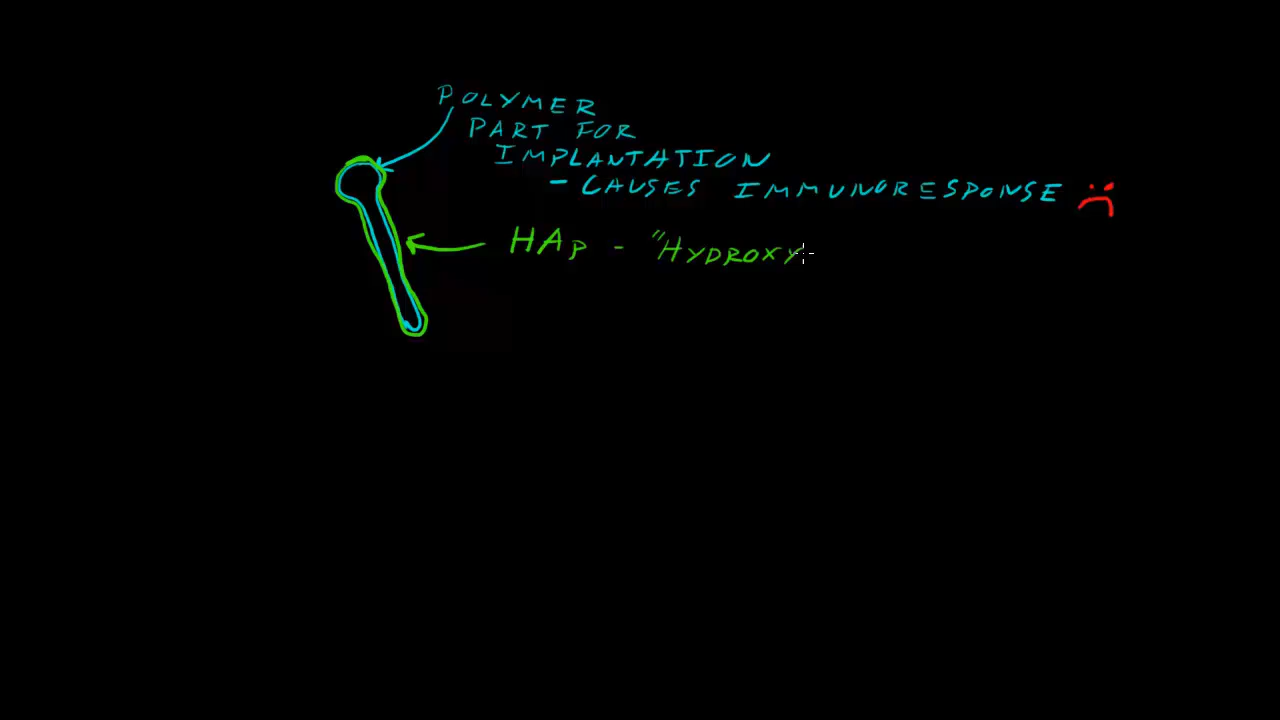 POLYMER
PART FOR
IMPLANTATION
- CAUSES IMMUNORESPONSE
HAp - "HYDROXY